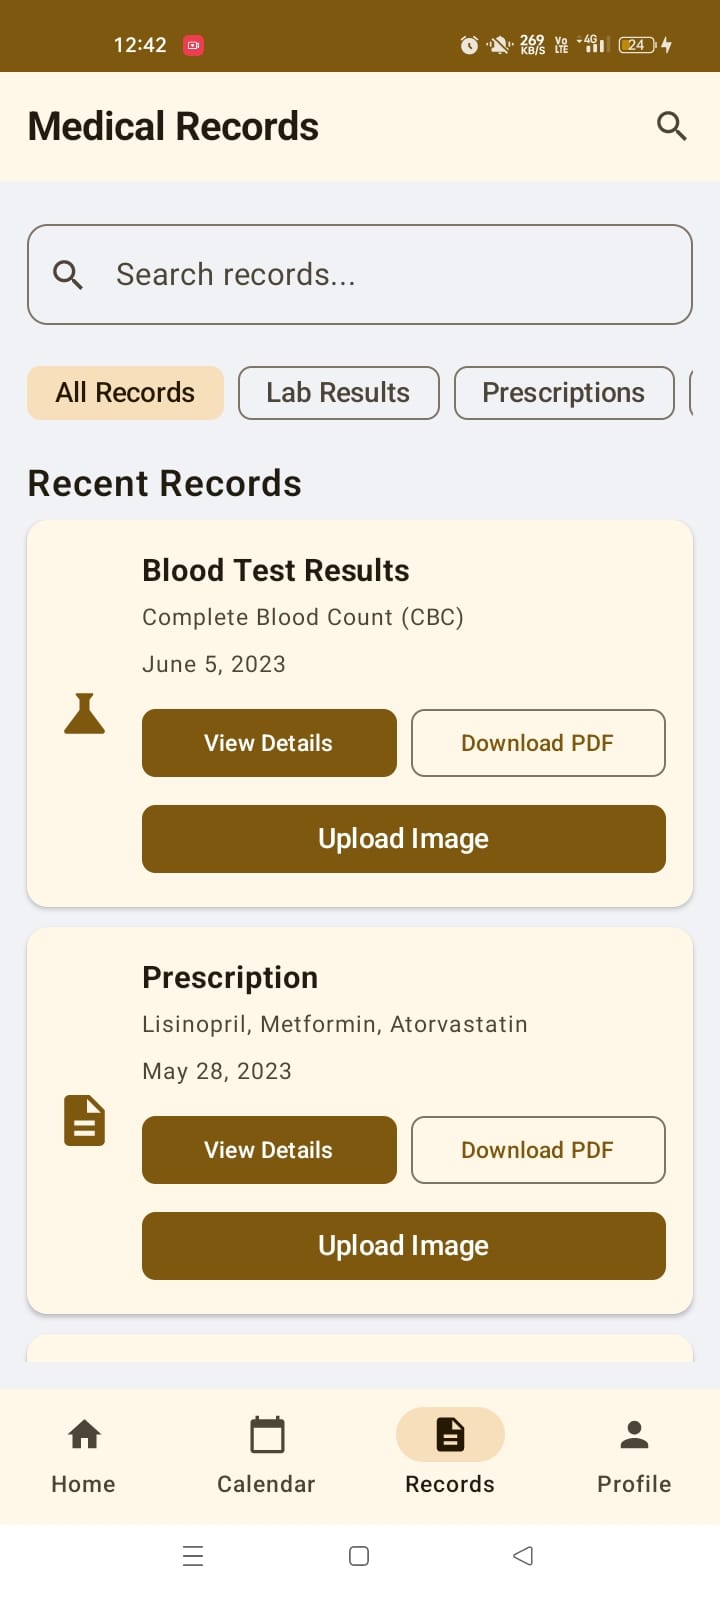 12:42 269 KB/S Vo LTE 4G 24
Medical Records
Search records...
All Records Lab Results Prescriptions
Recent Records
Blood Test Results
Complete Blood Count (CBC)
June 5, 2023
View Details Download PDF
Upload Image
Prescription
Lisinopril, Metformin, Atorvastatin
May 28, 2023
View Details Download PDF
Upload Image
Home Calendar Records Profile